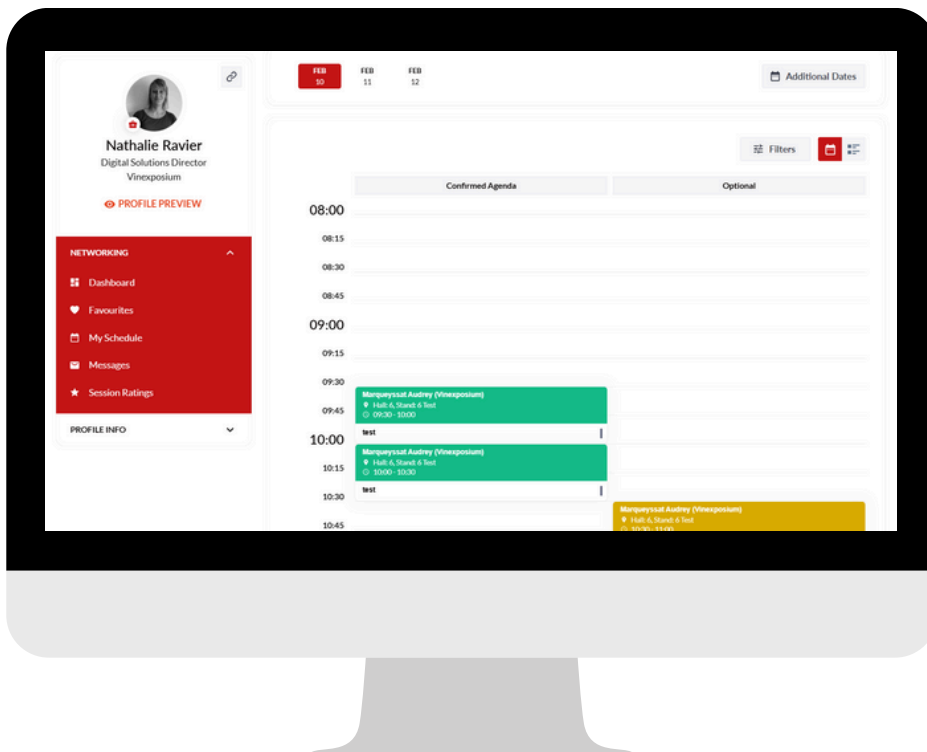 Nathalie Ravier
Digital Solutions Director
Vinexposium
PROFILE PREVIEW
NETWORKING
Dashboard
Favourites
My Schedule
Messages
Session Ratings
PROFILE INFO
FEB
10
FEB
11
FEB
12
Additional Dates
Filters
Confirmed Agenda
Optional
08:00
08:15
08:30
08:45
09:00
09:15
09:30
09:45
10:00
10:15
10:30
10:45
Marqueyssat Audrey (Vinexposium)
Hall: 6, Stand: 6 Test
09:30 - 10:00
test
Marqueyssat Audrey (Vinexposium)
Hall: 6, Stand: 6 Test
10:00 - 10:30
test
Marqueyssat Audrey (Vinexposium)
Hall: 6, Stand: 6 Test
10:30 - 11:00